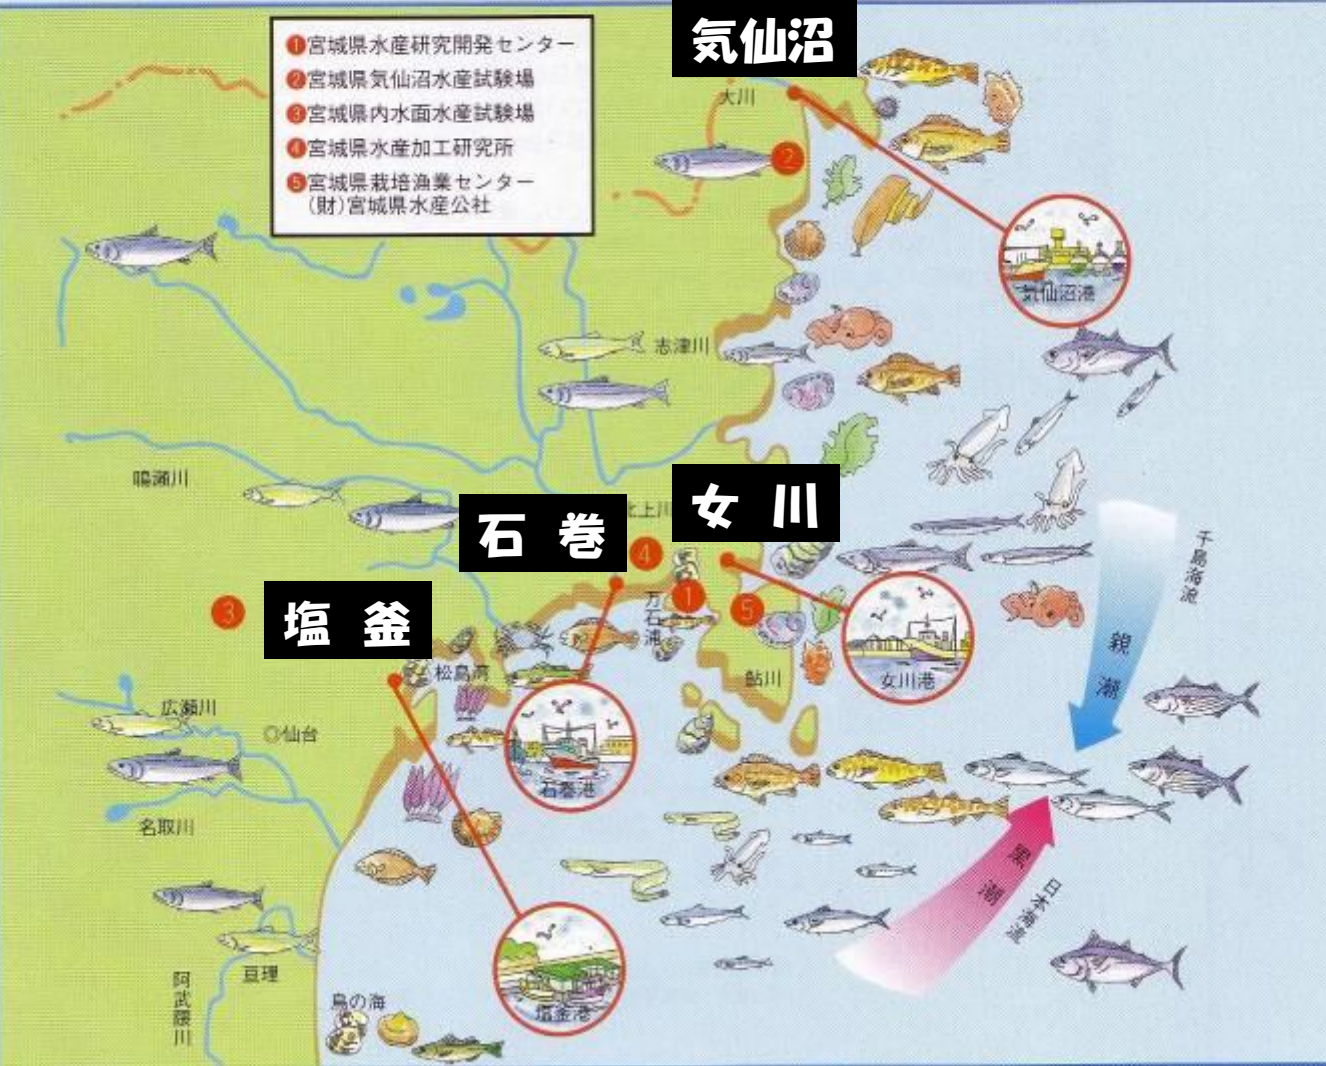 気仙沼
❶宮城県水産研究開発センター
❷宮城県気仙沼水産試験場
❸宮城県内水面水産試験場
❹宮城県水産加工研究所
❺宮城県栽培漁業センター
(財)宮城県水産公社
大川
2
気仙沼港
志津川
鳴瀬川
北上川
女 川
石 巻
塩 釜
4
1
5
3
万石浦
千島海流
親潮
女川港
松島湾
鮎川
広瀬川
◎仙台
石巻港
名取川
黒潮
日本海流
亘理
阿武隈川
鳥の海
塩釜港